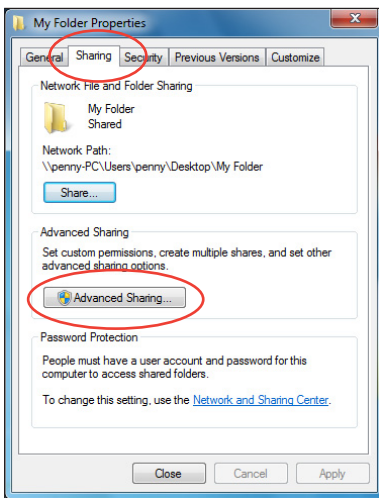 My Folder Properties
General Sharing Security Previous Versions Customize
Network File and Folder Sharing
My Folder
Shared
Network Path:
\\penny-PC\Users\penny\Desktop\My Folder
Share...
Advanced Sharing
Set custom permissions, create multiple shares, and set other
advanced sharing options.
Advanced Sharing...
Password Protection
People must have a user account and password for this
computer to access shared folders.
To change this setting, use the Network and Sharing Center.
Close Cancel Apply